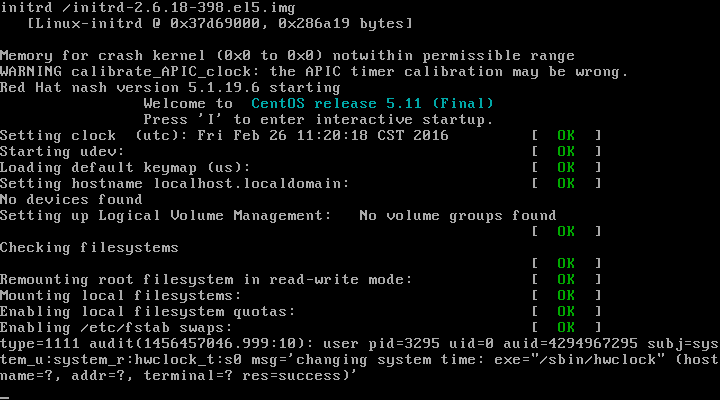 initrd /initrd-2.6.18-398.el5.img
   [Linux-initrd @ 0x37d69000, 0x286a19 bytes]

Memory for crash kernel (0x0 to 0x0) notwithin permissible range
WARNING calibrate_APIC_clock: the APIC timer calibration may be wrong.
Red Hat nash version 5.1.19.6 starting
                Welcome to  CentOS release 5.11 (Final)
                Press 'I' to enter interactive startup.
Setting clock  (utc): Fri Feb 26 11:20:18 CST 2016         [  OK  ]
Starting udev:                                             [  OK  ]
Loading default keymap (us):                               [  OK  ]
Setting hostname localhost.localdomain:                    [  OK  ]
No devices found
Setting up Logical Volume Management:   No volume groups found
                                                           [  OK  ]
Checking filesystems
                                                           [  OK  ]
Remounting root filesystem in read-write mode:             [  OK  ]
Mounting local filesystems:                                [  OK  ]
Enabling local filesystem quotas:                          [  OK  ]
Enabling /etc/fstab swaps:                                 [  OK  ]
type=1111 audit(1456457046.999:10): user pid=3295 uid=0 auid=4294967295 subj=sys
tem_u:system_r:hwclock_t:s0 msg='changing system time: exe="/sbin/hwclock" (host
name=?, addr=?, terminal=? res=success)'